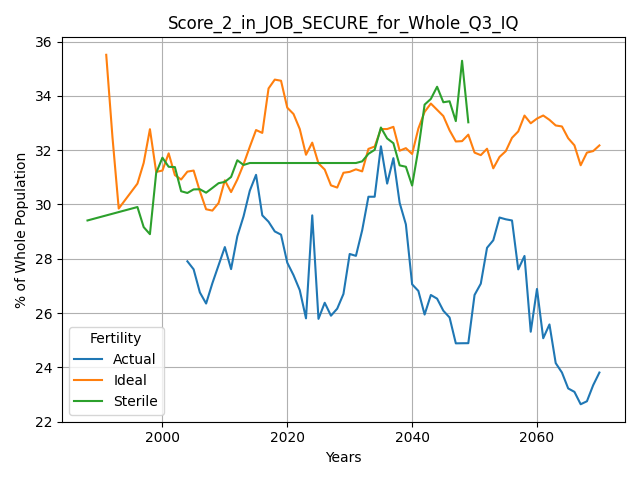 Score_2_in_JOB_SECURE_for_Whole_Q3_IQ
% of Whole Population
36
34
32
30
28
26
24
22
Fertility
Actual
Ideal
Sterile
2000
2020
2040
2060
Years